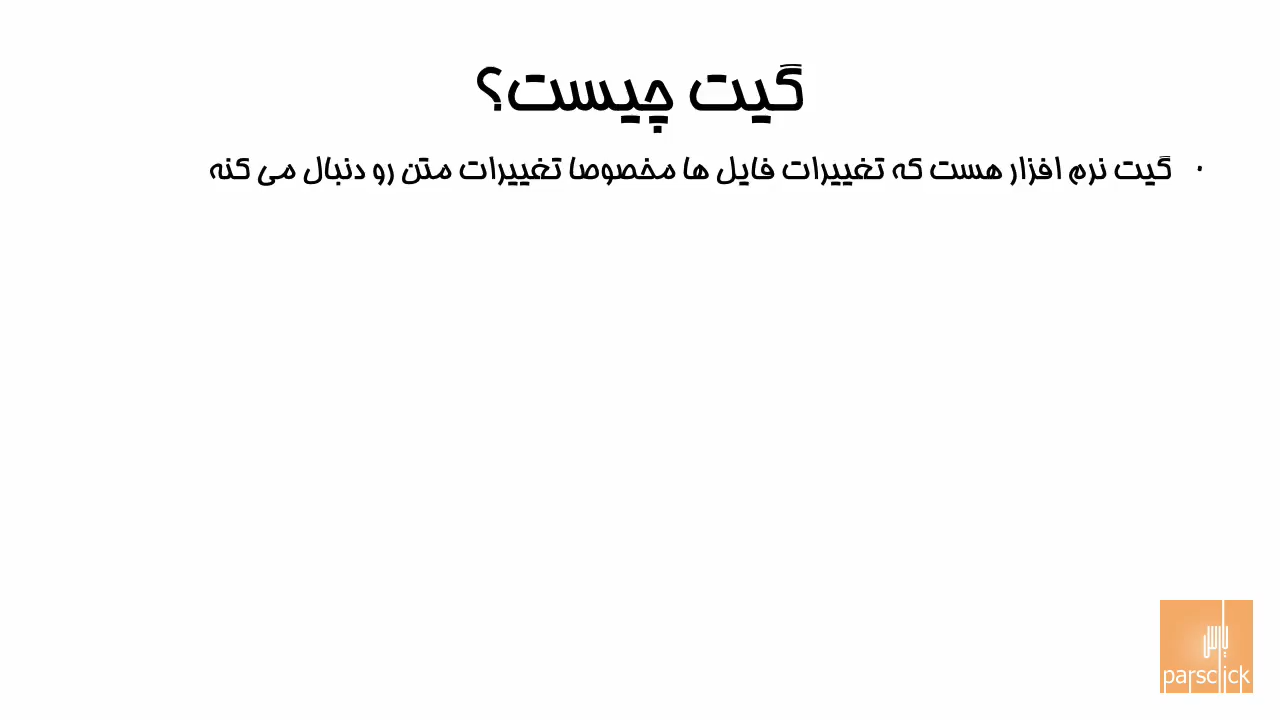 گیت چیست؟
· گیت نرم افزار هست که تغییرات فایل ها مخصوصا تغییرات متن رو دنبال می کنه
پارس
parsclick